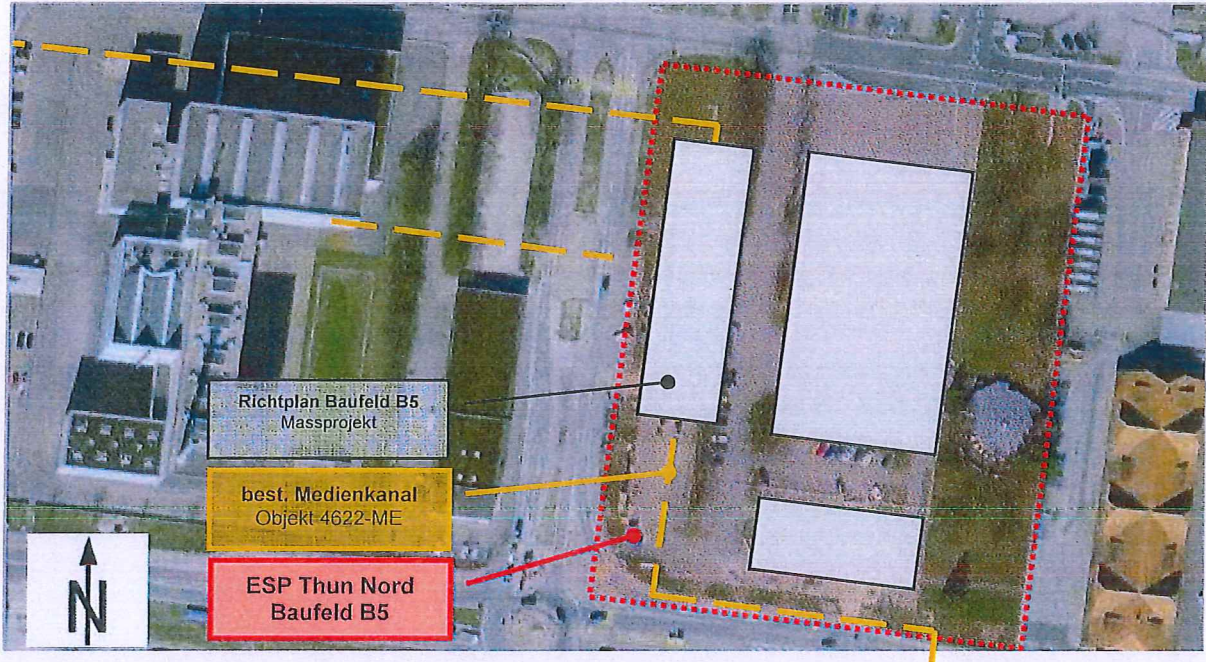 Richtplan Baufeld B5
Massprojekt
best. Medienkanal
Objekt 4622-ME
ESP Thun Nord
Baufeld B5
N